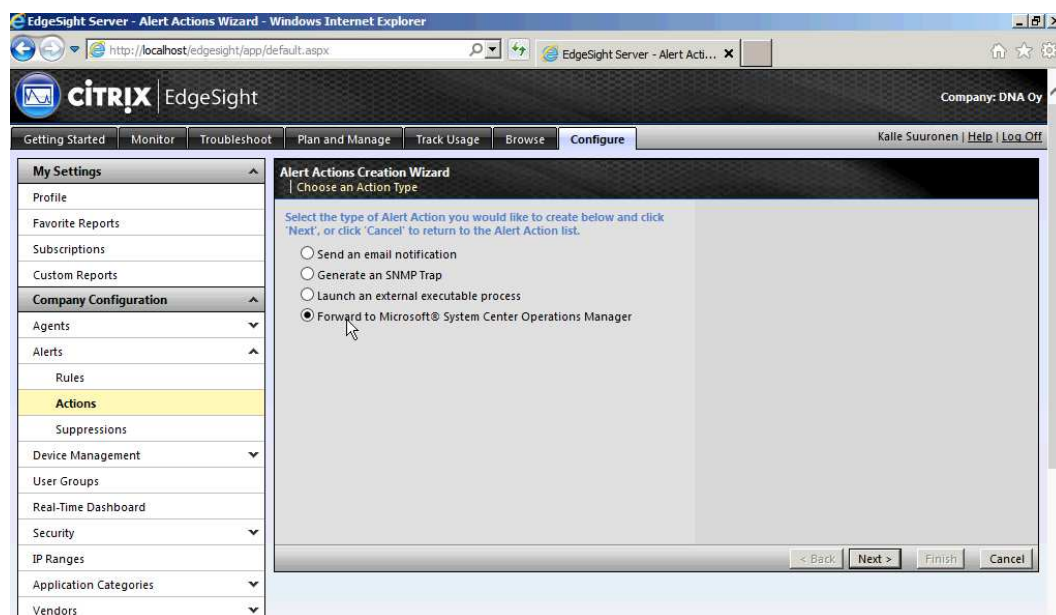 EdgeSight Server - Alert Actions Wizard - Windows Internet Explorer
http://localhost/edgesight/app/default.aspx
EdgeSight Server - Alert Acti...
CİTRIX EdgeSight
Company: DNA Oy
Getting Started Monitor Troubleshoot Plan and Manage Track Usage Browse Configure
Kalle Suuronen | Help | Log Off
My Settings
Profile
Favorite Reports
Subscriptions
Custom Reports
Company Configuration
Agents
Alerts
Rules
Actions
Suppressions
Device Management
User Groups
Real-Time Dashboard
Security
IP Ranges
Application Categories
Vendors
Alert Actions Creation Wizard
| Choose an Action Type
Select the type of Alert Action you would like to create below and click
'Next', or click 'Cancel' to return to the Alert Action list.
Send an email notification
Generate an SNMP Trap
Launch an external executable process
Forward to Microsoft® System Center Operations Manager
< Back Next > Finish Cancel